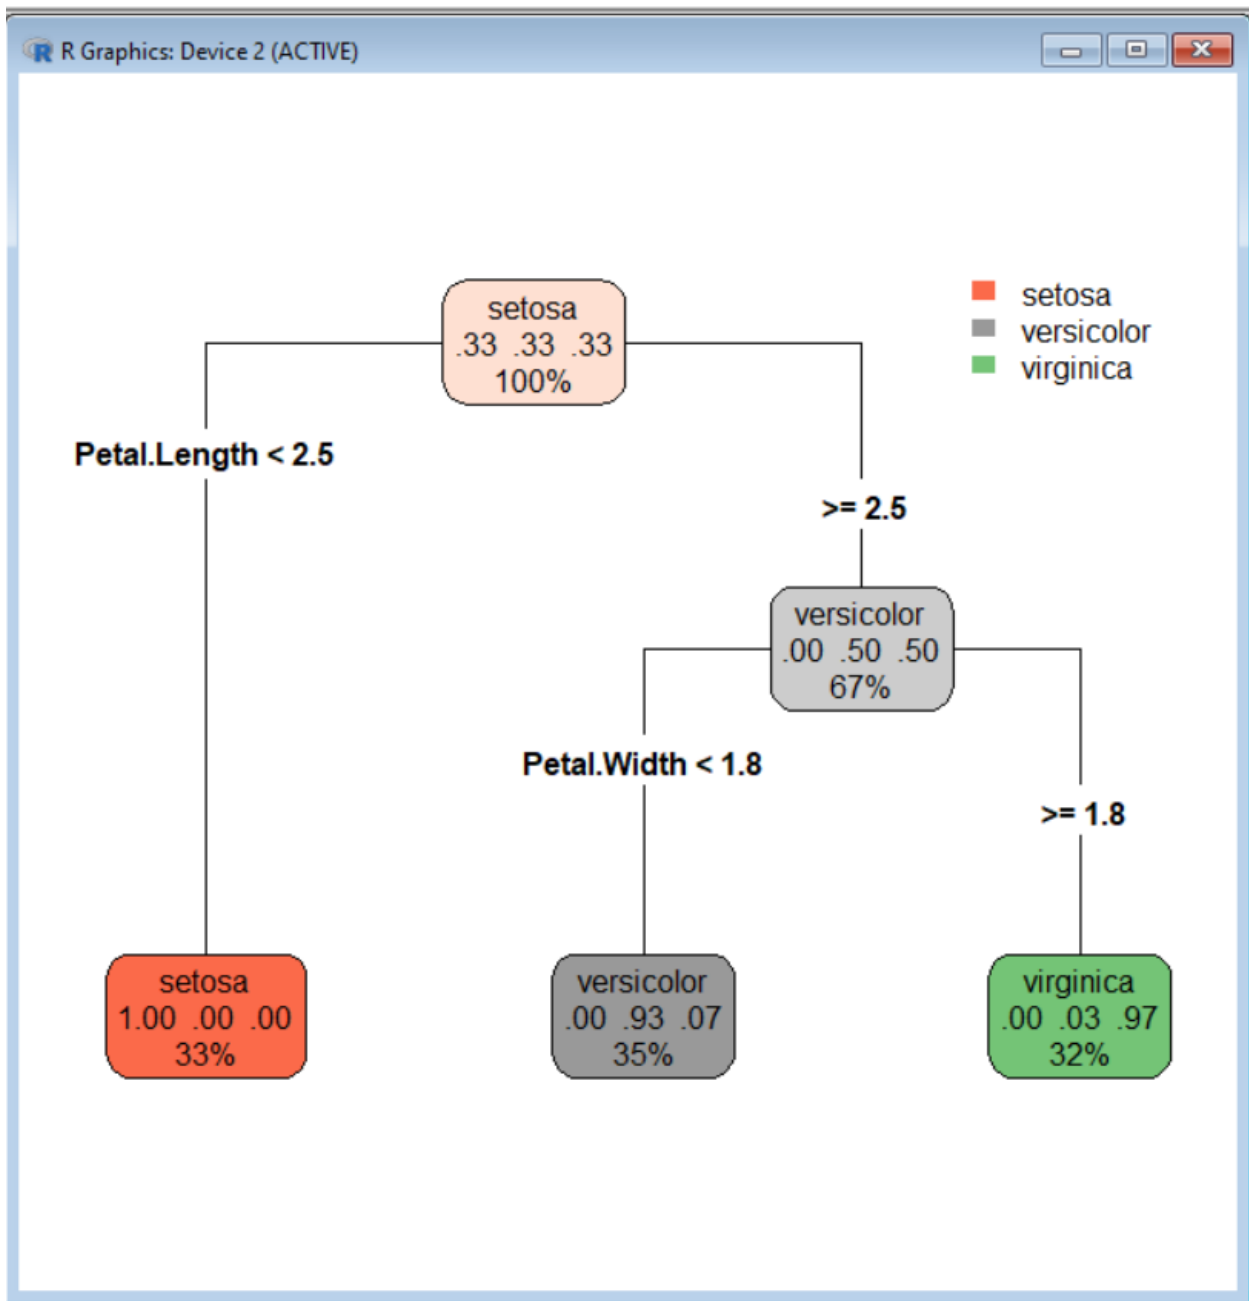 R Graphics: Device 2 (ACTIVE)
setosa
.33 .33 .33
100%
setosa
versicolor
virginica
Petal.Length < 2.5
>= 2.5
versicolor
.00 .50 .50
67%
Petal.Width < 1.8
>= 1.8
setosa
1.00 .00 .00
33%
versicolor
.00 .93 .07
35%
virginica
.00 .03 .97
32%